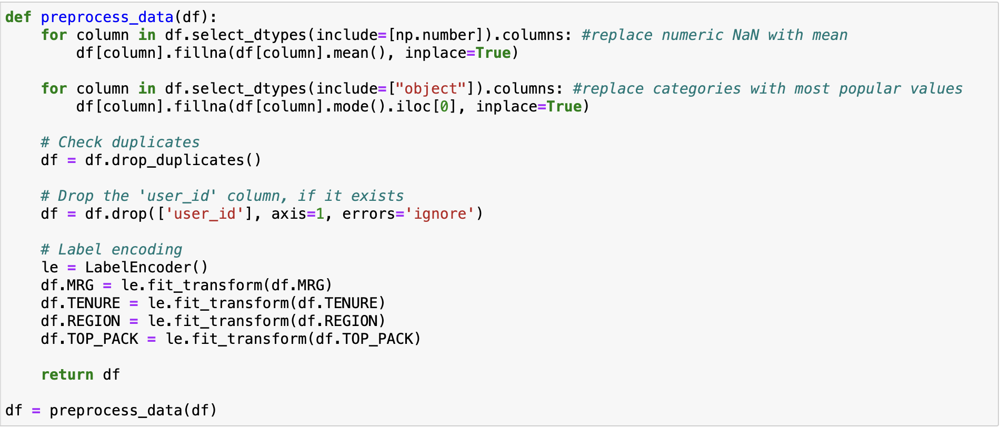 def preprocess_data(df):
    for column in df.select_dtypes(include=[np.number]).columns: #replace numeric NaN with mean
        df[column].fillna(df[column].mean(), inplace=True)

    for column in df.select_dtypes(include=["object"]).columns: #replace categories with most popular values
        df[column].fillna(df[column].mode().iloc[0], inplace=True)

    # Check duplicates
    df = df.drop_duplicates()

    # Drop the 'user_id' column, if it exists
    df = df.drop(['user_id'], axis=1, errors='ignore')

    # Label encoding
    le = LabelEncoder()
    df.MRG = le.fit_transform(df.MRG)
    df.TENURE = le.fit_transform(df.TENURE)
    df.REGION = le.fit_transform(df.REGION)
    df.TOP_PACK = le.fit_transform(df.TOP_PACK)

    return df

df = preprocess_data(df)